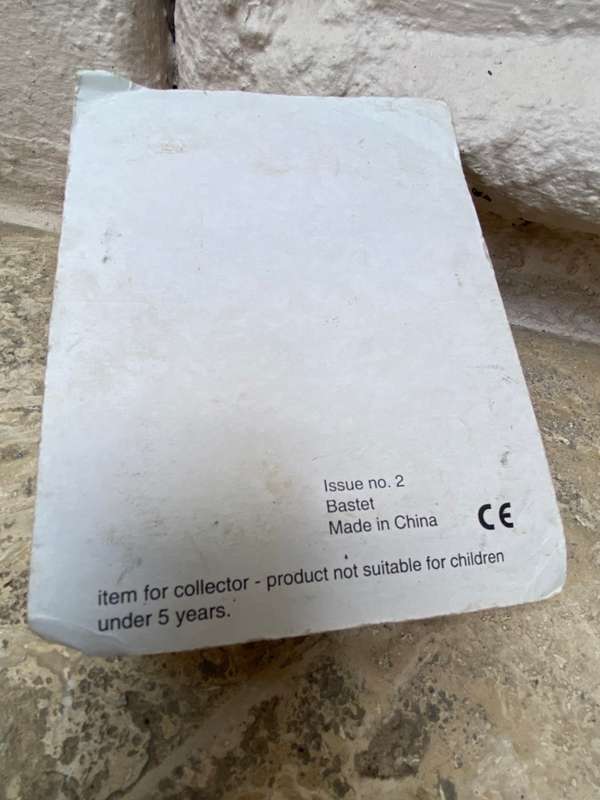 Issue no. 2
Bastet
Made in China CE
item for collector - product not suitable for children
under 5 years.